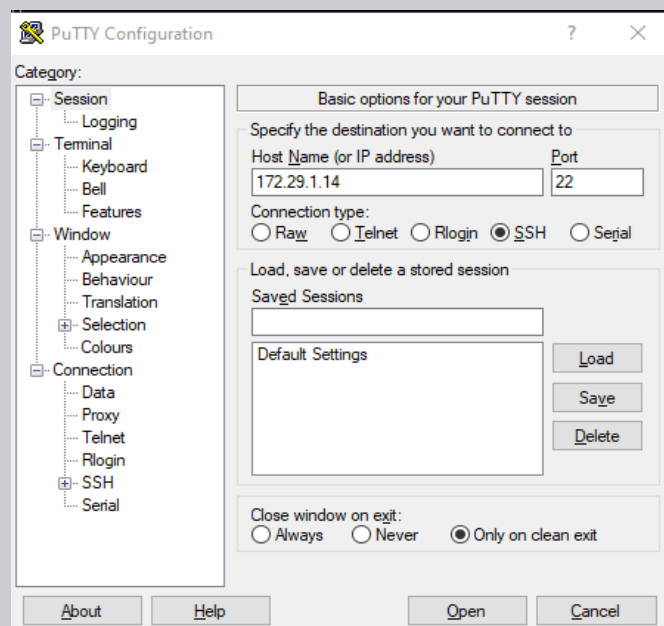 PuTTY Configuration ? ×
Category:
Session
Logging
Terminal
Keyboard
Bell
Features
Window
Appearance
Behaviour
Translation
Selection
Colours
Connection
Data
Proxy
Telnet
Rlogin
SSH
Serial
Basic options for your PuTTY session
Specify the destination you want to connect to
Host Name (or IP address) Port
172.29.1.14 22
Connection type:
Raw Telnet Rlogin SSH Serial
Load, save or delete a stored session
Saved Sessions
Default Settings
Load
Save
Delete
Close window on exit:
Always Never Only on clean exit
About Help Open Cancel